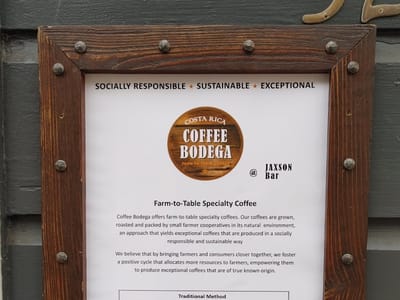 SOCIALLY RESPONSIBLE ★ SUSTAINABLE ★ EXCEPTIONAL
COSTA RICA
COFFEE
BODEGA
@ JAXSON
Bar
Farm-to-Table Specialty Coffee
Coffee Bodega offers farm-to-table specialty coffees. Our coffees are grown,
roasted and packed by small farmer cooperatives in its natural environment,
an approach that yields exceptional coffees that are produced in a socially
responsible and sustainable way
We believe that by bringing farmers and consumers closer together, we foster
a positive cycle that allocates more resources to farmers, empowering them
to produce exceptional coffees that are of true known origin.
Traditional Method